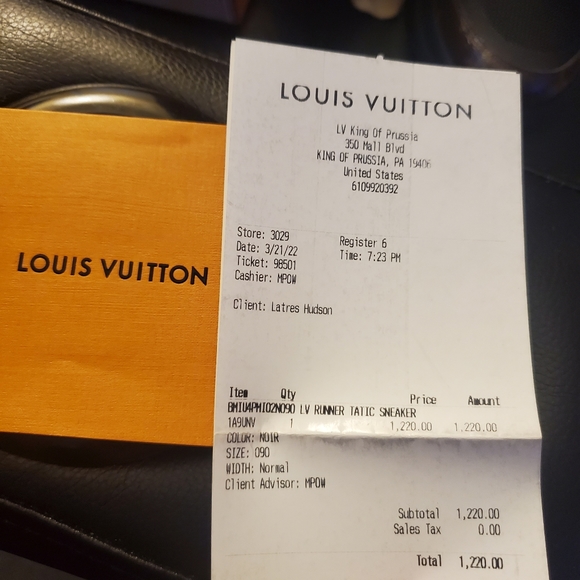 LOUIS VUITTON
LOUIS VUITTON
LV King Of Prussia
350 Mall Blvd
KING OF PRUSSIA, PA 19406
United States
6109920392
Store: 3029 Register 6
Date: 3/21/22 Time: 7:23 PM
Ticket: 98501
Cashier: MPOW
Client: Latres Hudson
Item Qty Price Amount
BMIU4PMI02NO90 LV RUNNER TATIC SNEAKER
1A9UNV 1 1,220.00 1,220.00
COLOR: NOIR
SIZE: 090
WIDTH: Normal
Client Advisor: MPOW
Subtotal 1,220.00
Sales Tax 0.00
Total 1,220.00